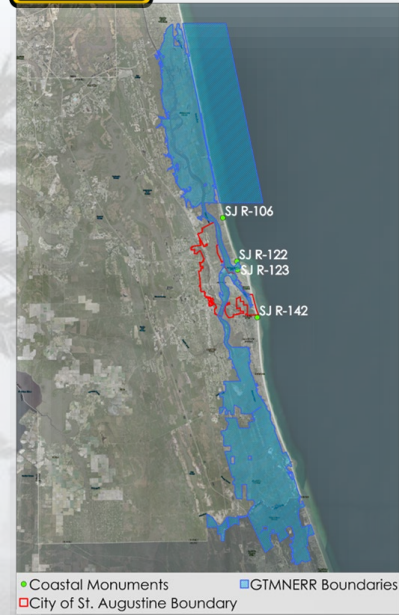 SJ R-106
SJ R-122
SJ R-123
SJ R-142
Coastal Monuments
GTMNERR Boundaries
City of St. Augustine Boundary